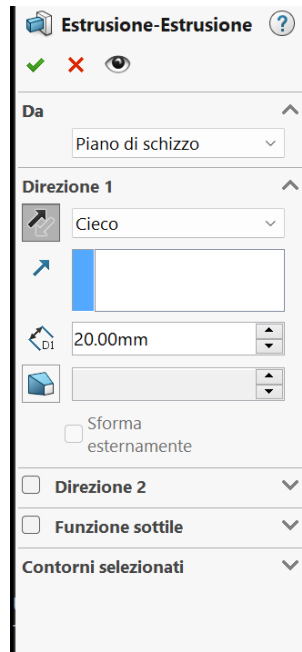 Estrusione-Estrusione ?
Da
Piano di schizzo
Direzione 1
Cieco
D1 20.00mm
Sforma
esternamente
Direzione 2
Funzione sottile
Contorni selezionati